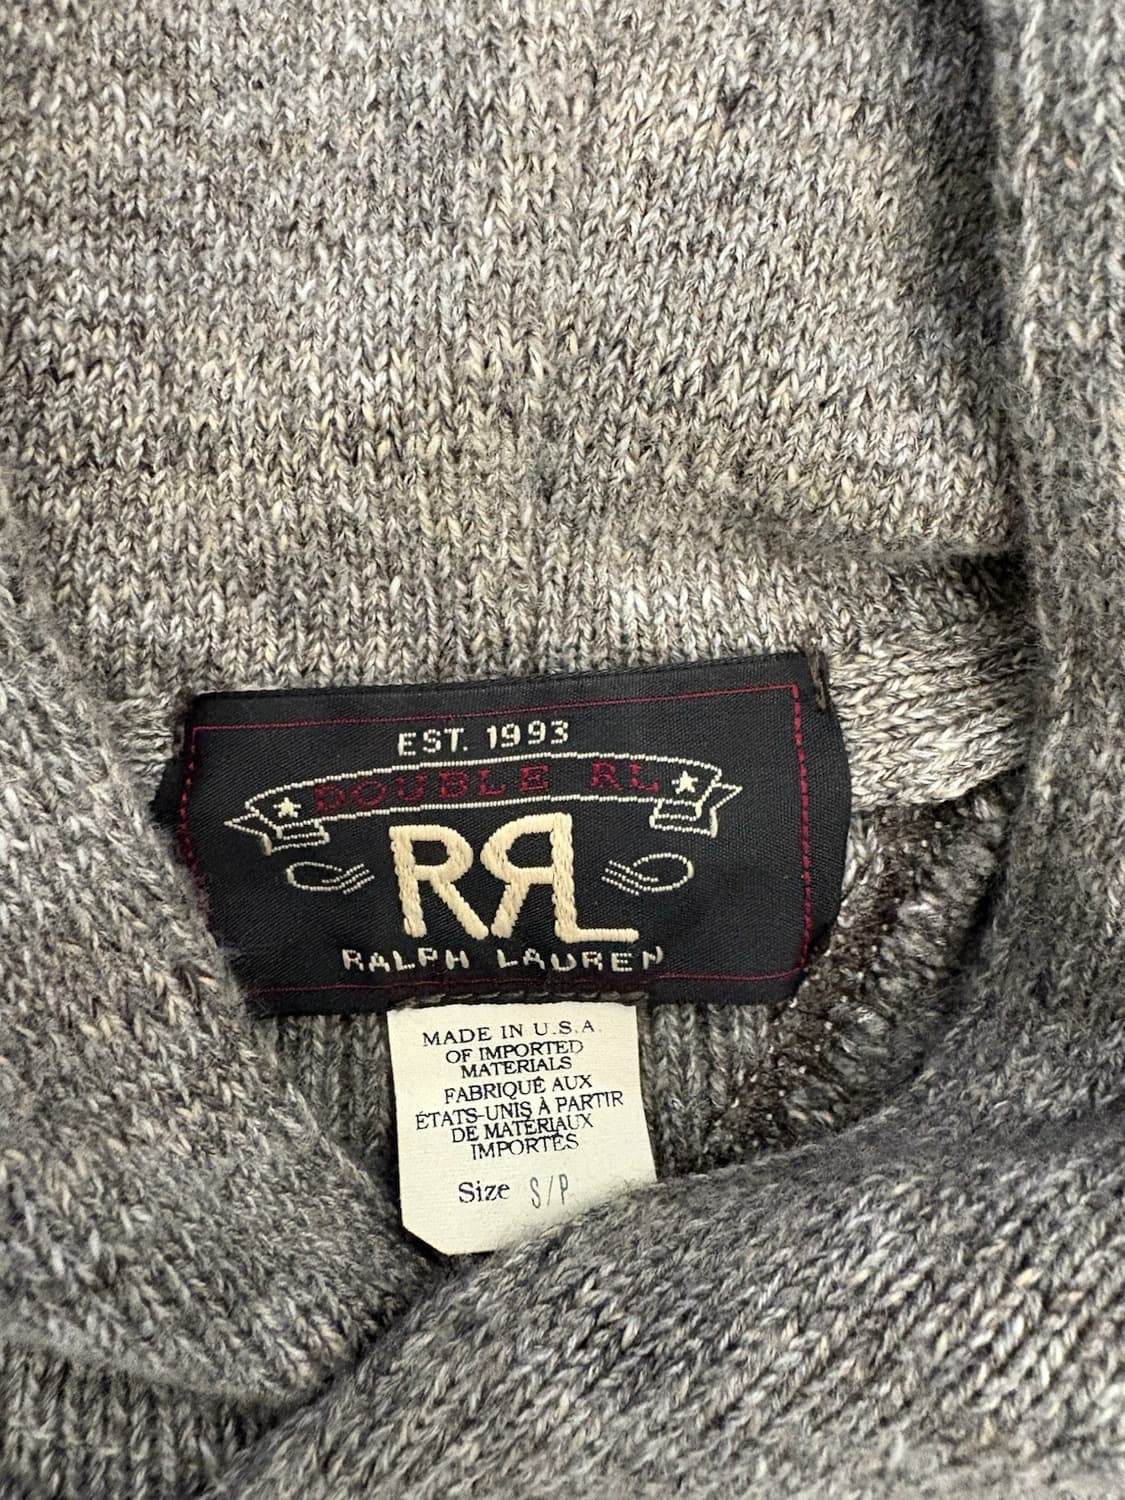 EST. 1993
DOUBLE RL
RRL
RALPH LAUREN
MADE IN U.S.A.
OF IMPORTED
MATERIALS
FABRIQUÉ AUX
ÉTATS-UNIS À PARTIR
DE MATÉRIAUX
IMPORTÉS
Size S/P